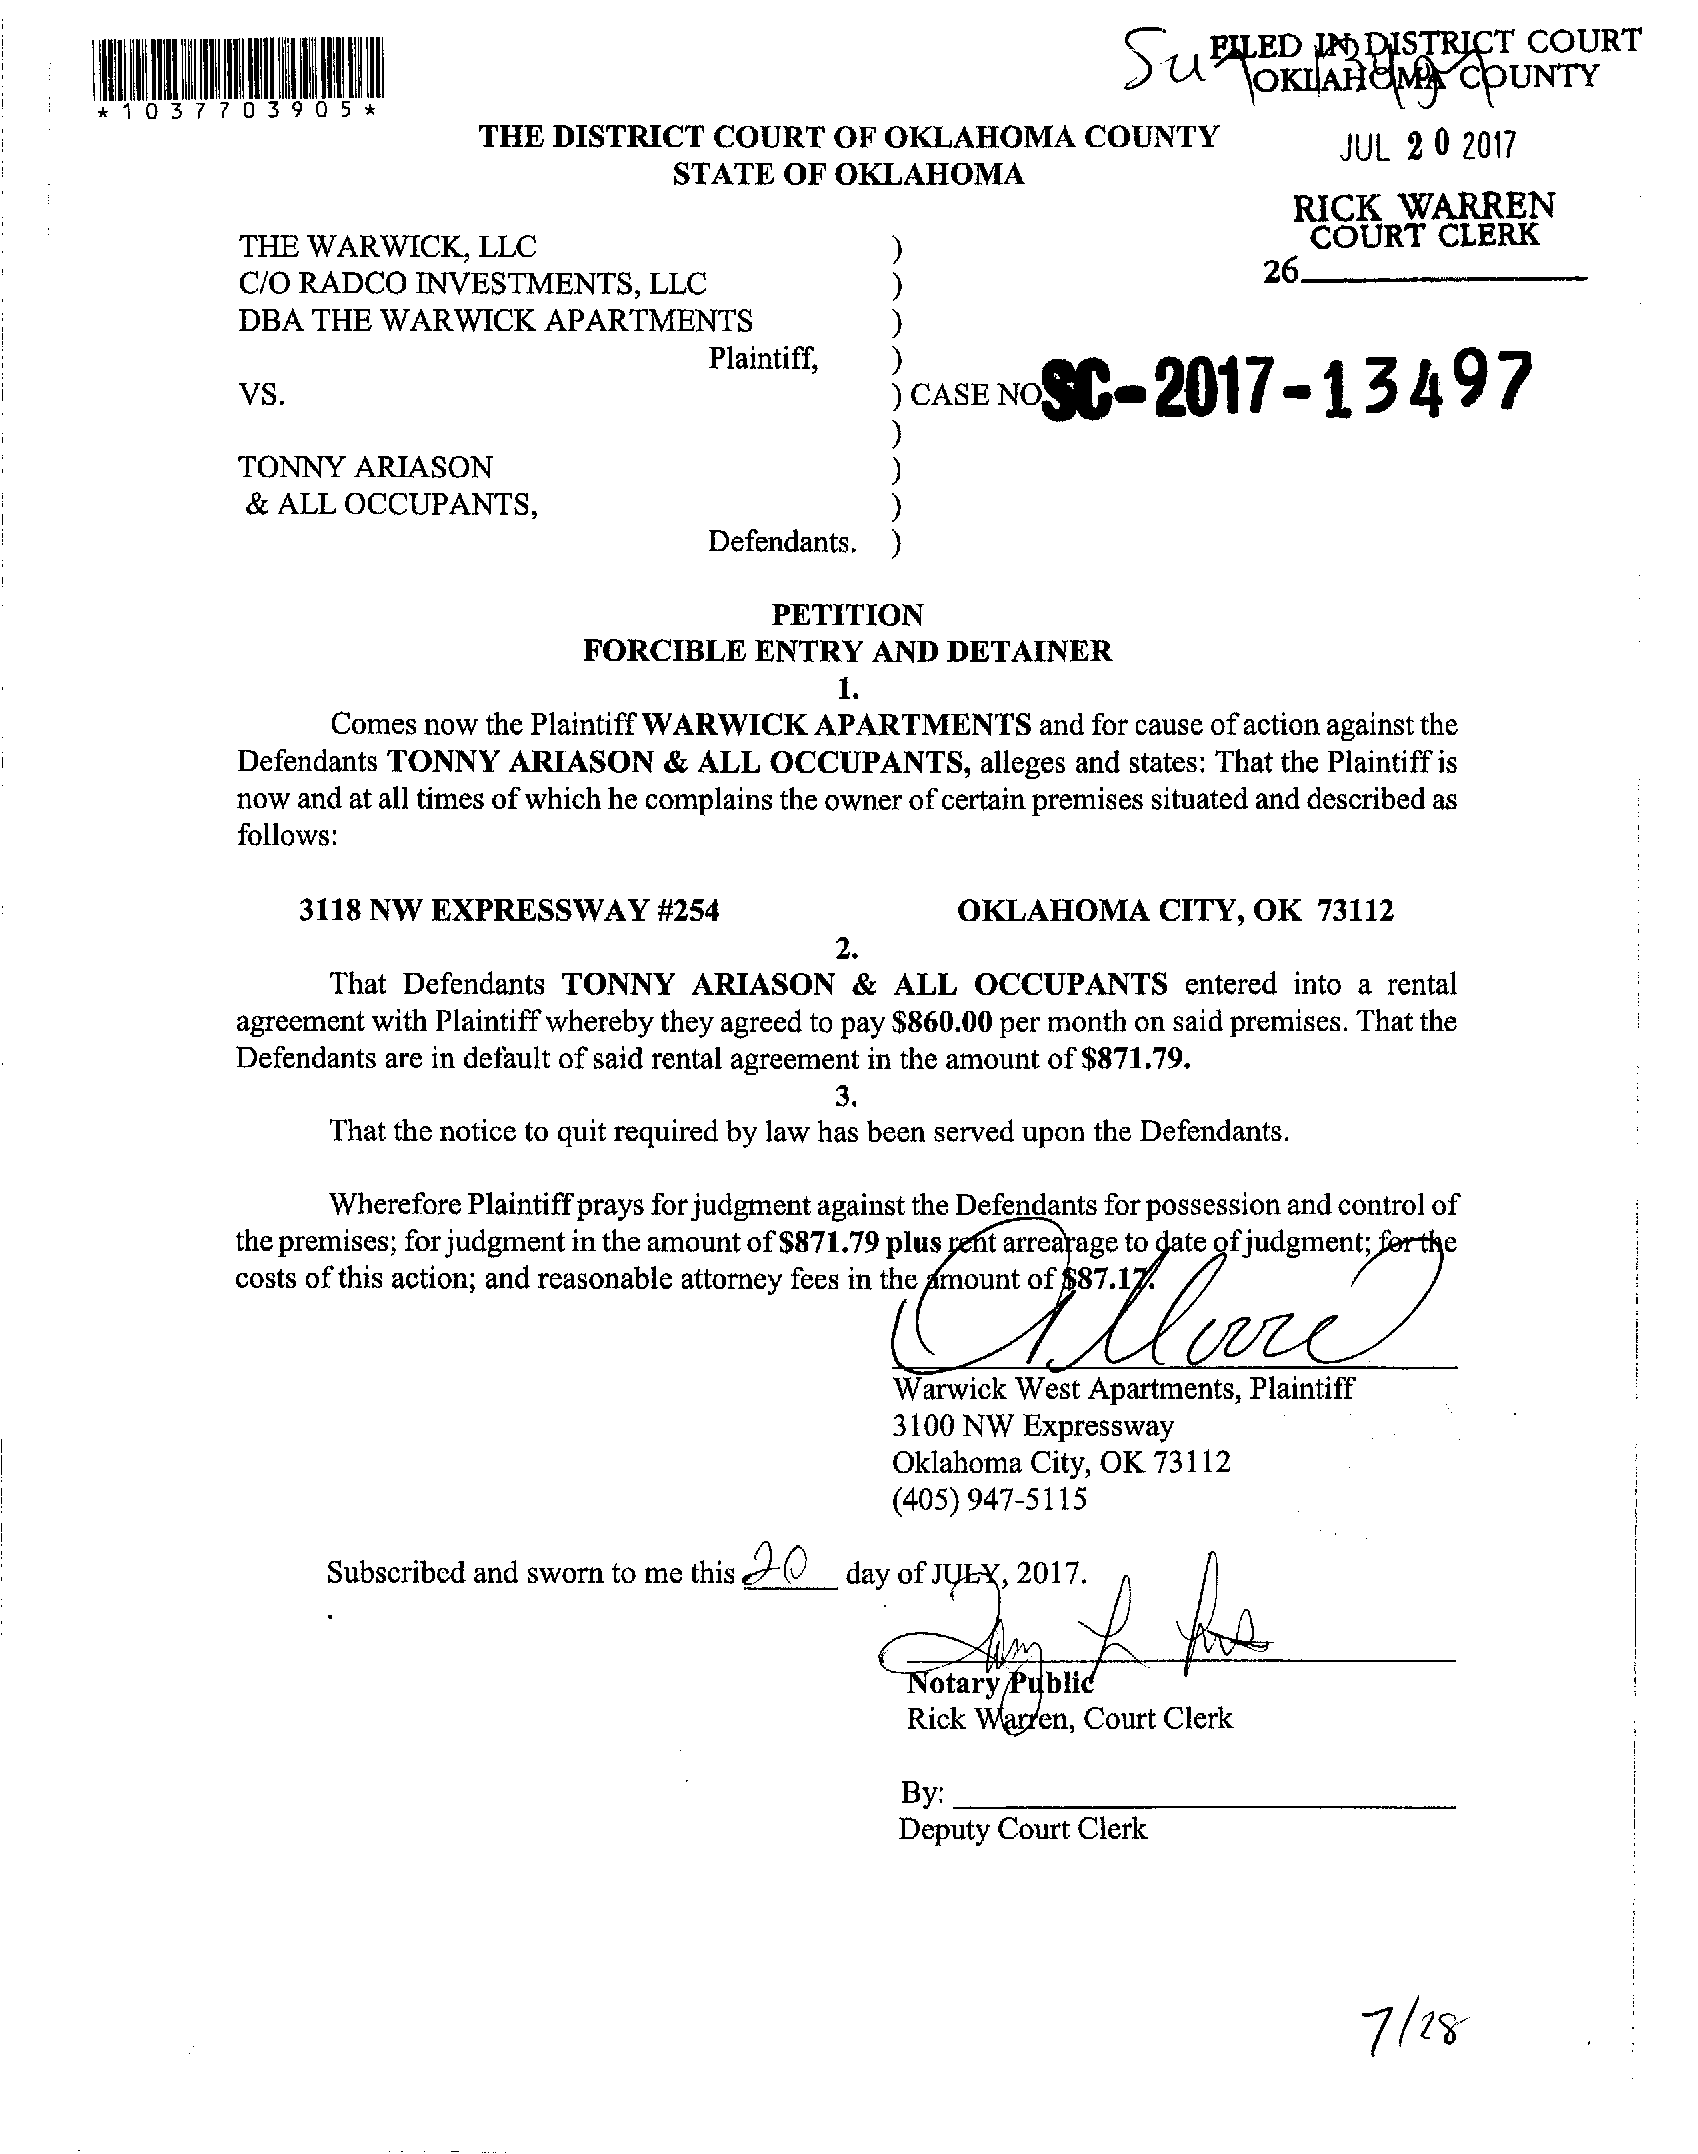 FILED IN DISTRICT COURT
OKLAHOMA COUNTY
*1037703905*
THE DISTRICT COURT OF OKLAHOMA COUNTY
STATE OF OKLAHOMA
JUL 20 2017
RICK WARREN
COURT CLERK
26
THE WARWICK, LLC )
C/O RADCO INVESTMENTS, LLC )
DBA THE WARWICK APARTMENTS )
Plaintiff, )
VS. ) CASE NO SC-2017-13497
)
TONNY ARIASON )
& ALL OCCUPANTS, )
Defendants. )
PETITION
FORCIBLE ENTRY AND DETAINER
1.
Comes now the Plaintiff WARWICK APARTMENTS and for cause of action against the
Defendants TONNY ARIASON & ALL OCCUPANTS, alleges and states: That the Plaintiff is
now and at all times of which he complains the owner of certain premises situated and described as
follows:
3118 NW EXPRESSWAY #254 OKLAHOMA CITY, OK 73112
2.
That Defendants TONNY ARIASON & ALL OCCUPANTS entered into a rental
agreement with Plaintiff whereby they agreed to pay $860.00 per month on said premises. That the
Defendants are in default of said rental agreement in the amount of $871.79.
3.
That the notice to quit required by law has been served upon the Defendants.
Wherefore Plaintiff prays for judgment against the Defendants for possession and control of
the premises; for judgment in the amount of $871.79 plus rent arrearage to date of judgment; for the
costs of this action; and reasonable attorney fees in the amount of $87.17.
Warwick West Apartments, Plaintiff
3100 NW Expressway
Oklahoma City, OK 73112
(405) 947-5115
Subscribed and sworn to me this 20 day of JULY, 2017.
Notary Public
Rick Warren, Court Clerk
By:
Deputy Court Clerk
7/28